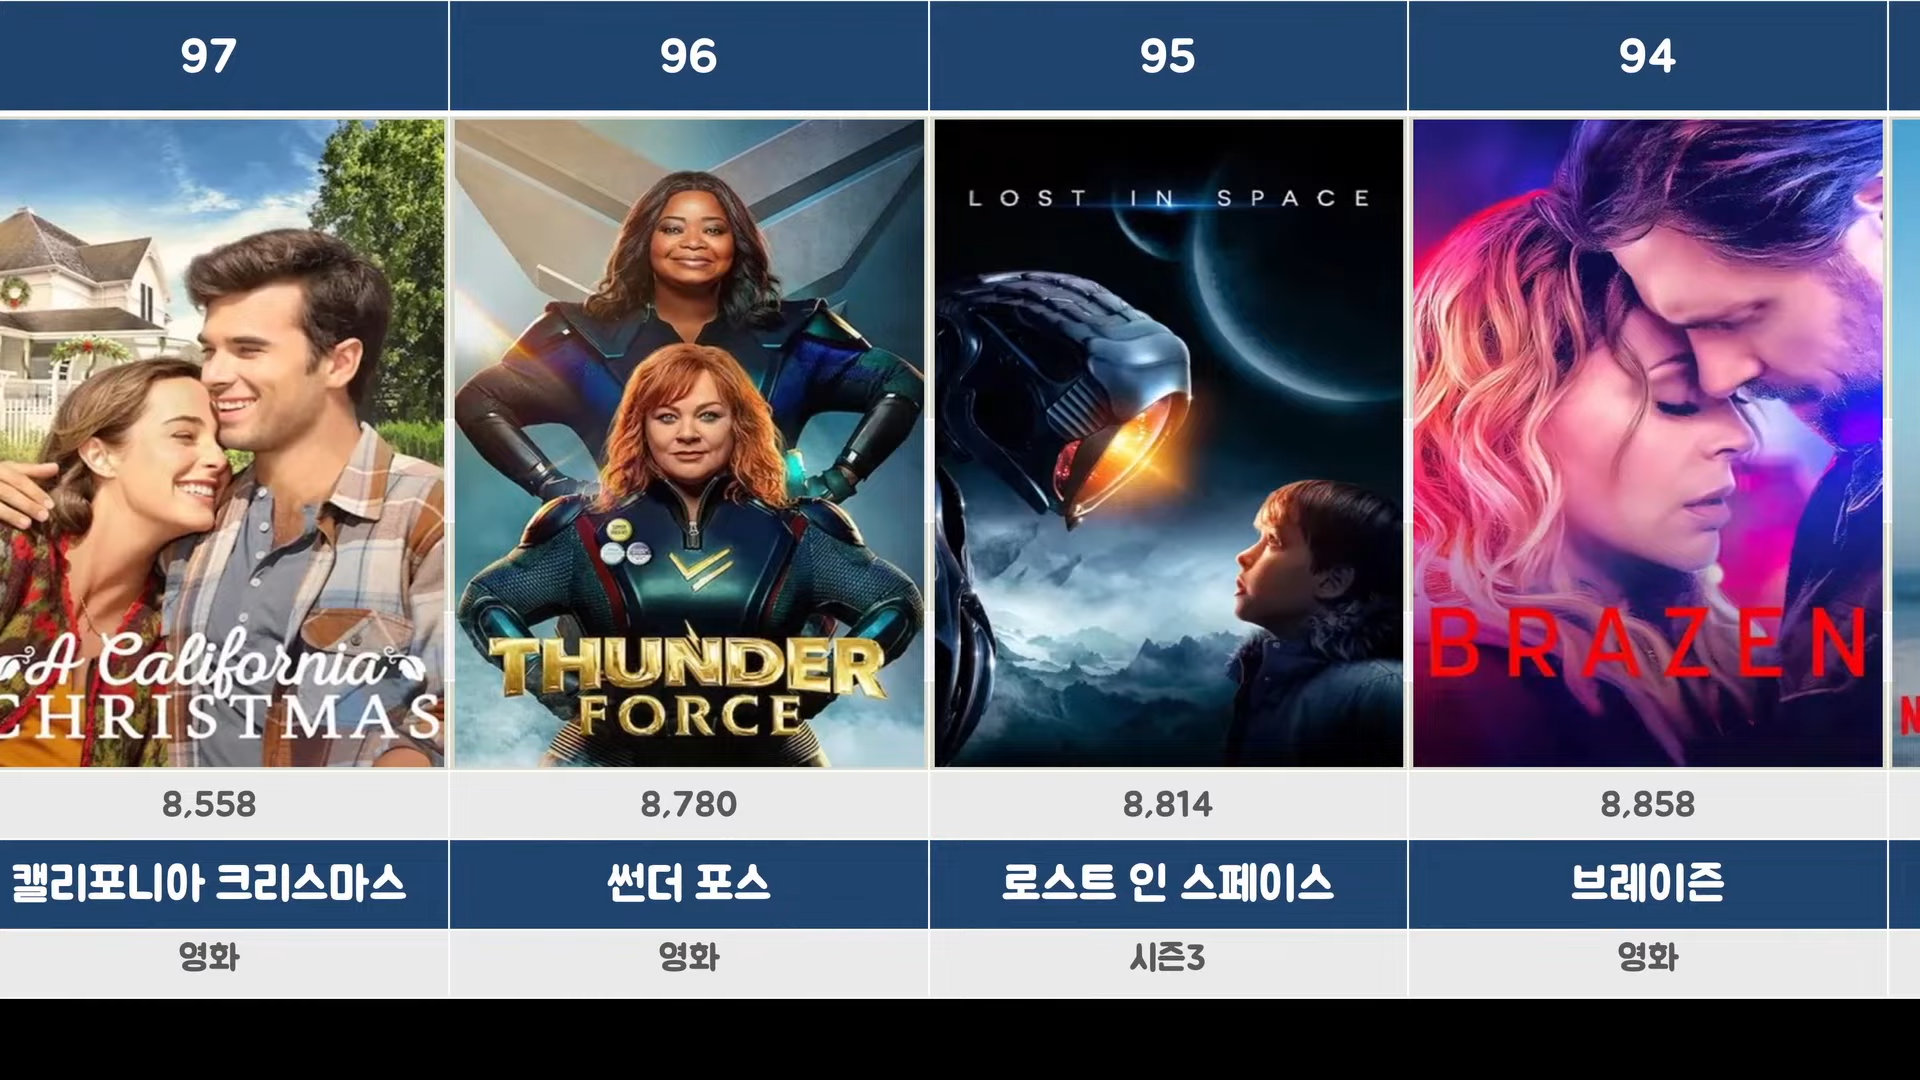 97
96
95
94
A California
CHRISTMAS
THUNDER
FORCE
LOST IN SPACE
BRAZEN
N
8,558
8,780
8,814
8,858
캘리포니아 크리스마스
썬더 포스
로스트 인 스페이스
브레이즌
영화
영화
시즌3
영화